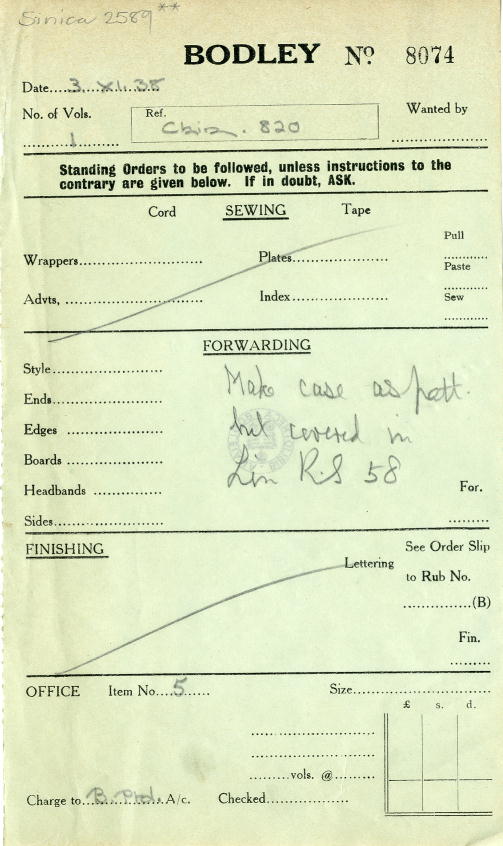 Sinica 2589**
BODLEY No 8074
Date....3. XI. 38
No. of Vols. Ref. Wanted by
1 Chin. 820
Standing Orders to be followed, unless instructions to the
contrary are given below. If in doubt, ASK.
Cord SEWING Tape
Pull
Wrappers Plates
Paste
Advts, Index Sew
FORWARDING
Style
Make case as patt.
Ends
but covered in
Edges
Boards
Lin R.S 58
Headbands For.
Sides
FINISHING See Order Slip
Lettering
to Rub No.
(B)
Fin.
OFFICE Item No. 5 Size
£ s. d.
vols. @
Charge to B. A/c. Checked